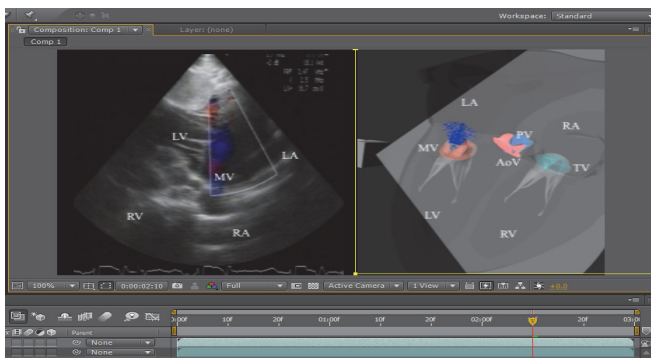 Workspace: Standard
Composition: Comp 1
Layer: (none)
Comp 1
LV
LA
MV
RV
RA
LA
PV
RA
MV
AoV
TV
LV
RV
100%
0:00:02:10
Full
Active Camera
1 View
+0.0
10f
20f
01:00f
10f
20f
02:00f
20f
Parent
None
None